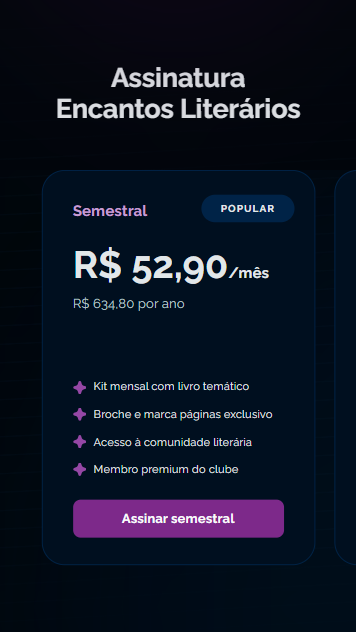 Assinatura
Encantos Literários
Semestral
POPULAR
R$ 52,90/mês
R$ 634,80 por ano
Kit mensal com livro temático
Broche e marca páginas exclusivo
Acesso à comunidade literária
Membro premium do clube
Assinar semestral